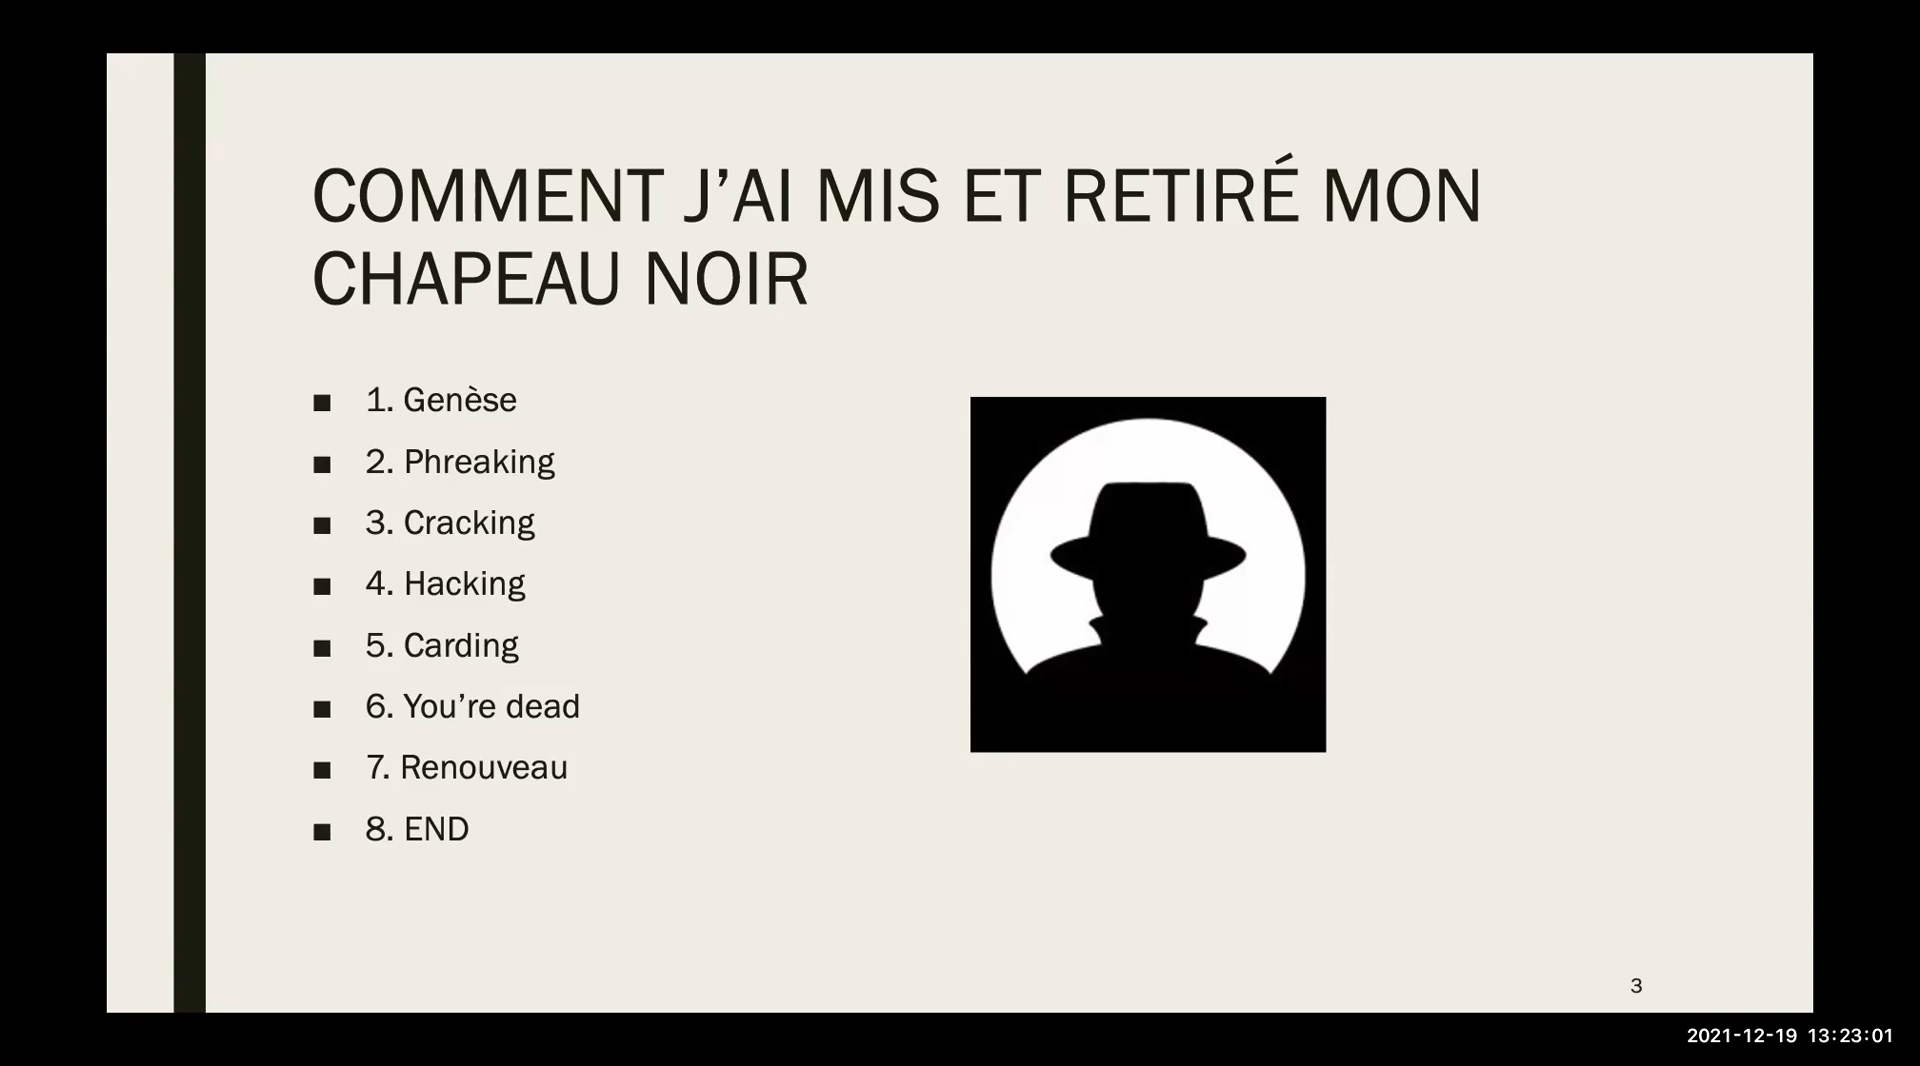 COMMENT J’AI MIS ET RETIRÉ MON
CHAPEAU NOIR
■ 1. Genèse
■ 2. Phreaking
■ 3. Cracking
■ 4. Hacking
■ 5. Carding
■ 6. You’re dead
■ 7. Renouveau
■ 8. END
3
2021-12-19 13:23:01